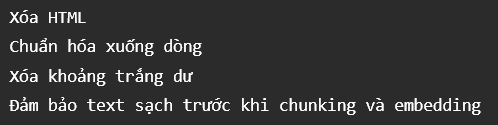 Xóa HTML
Chuẩn hóa xuống dòng
Xóa khoảng trắng dư
Đảm bảo text sạch trước khi chunking và embedding